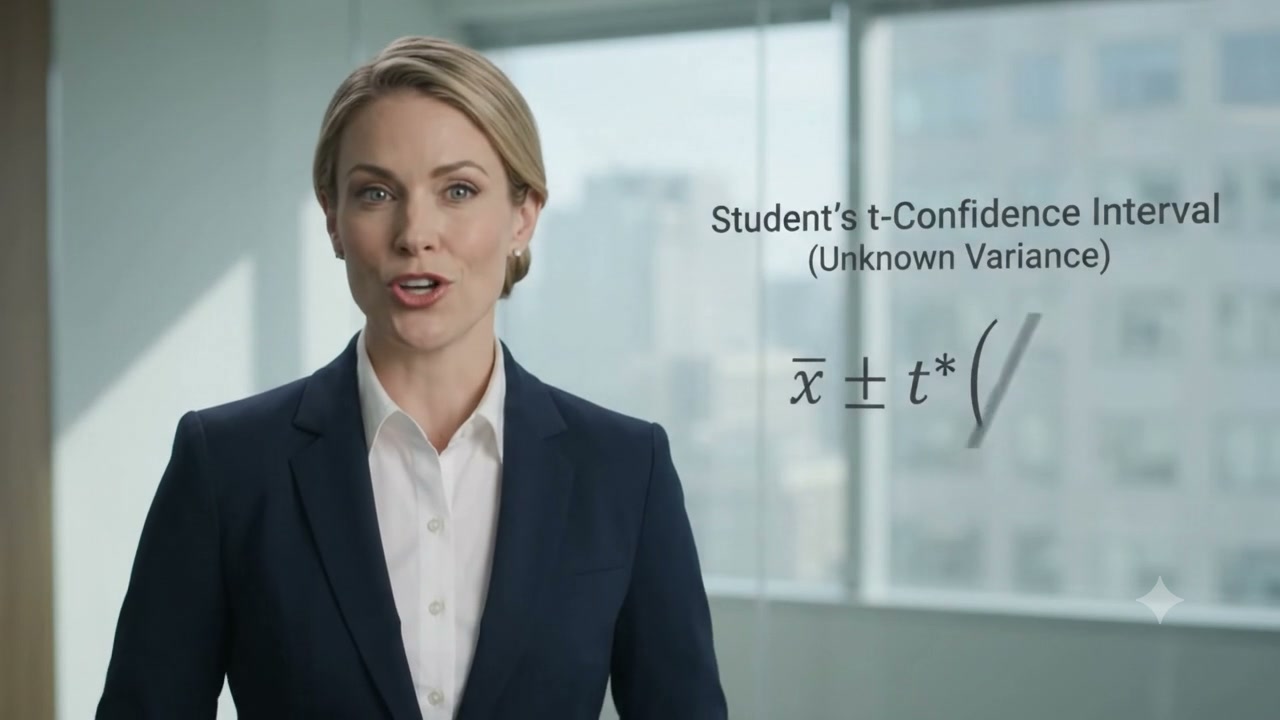 Student's t-Confidence Interval
(Unknown Variance)
x̅ ± t* (/